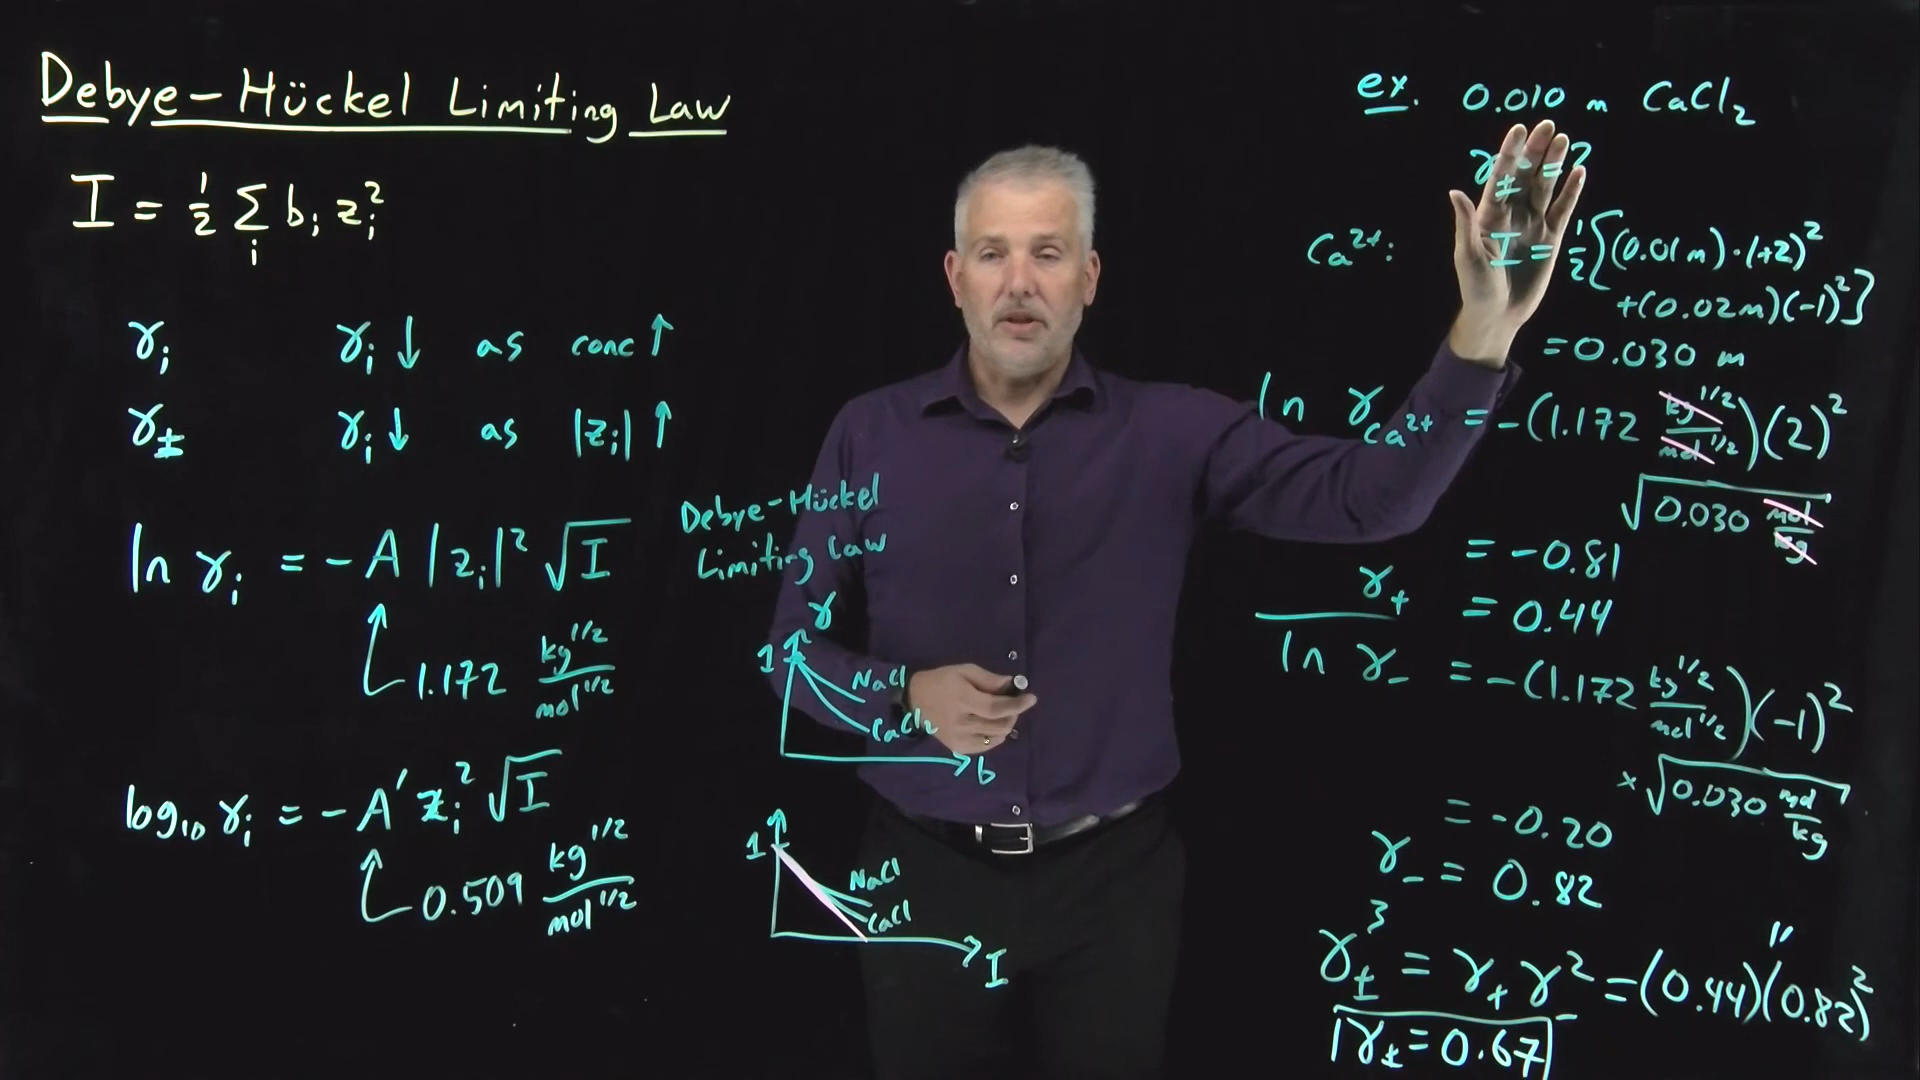 Debye-Hückel Limiting Law
I = 1/2 Σ_i b_i z_i^2
γ_i γ_i ↓ as conc ↑
γ_± γ_i ↓ as |z_i| ↑
ln γ_i = -A |z_i|^2 √I
1.172 kg^1/2 / mol^1/2
log_10 γ_i = -A' z_i^2 √I
0.509 kg^1/2 / mol^1/2
Debye-Hückel
Limiting Law
γ
1
NaCl
CaCl2
b
1
NaCl
CaCl
I
ex. 0.010 m CaCl2
γ_± = ?
Ca^2+: I = 1/2 {(0.01 m)·(+2)^2
+(0.02 m)(-1)^2}
= 0.030 m
ln γ_Ca^2+ = -(1.172 kg^1/2 / mol^1/2)(2)^2
√0.030 mol/kg
= -0.81
γ_+ = 0.44
ln γ_- = -(1.172 kg^1/2 / mol^1/2)(-1)^2
×√0.030 mol/kg
= -0.20
γ_- = 0.82
γ_±^3 = γ_+ γ_-^2 = (0.44)(0.82)^2
γ_± = 0.67